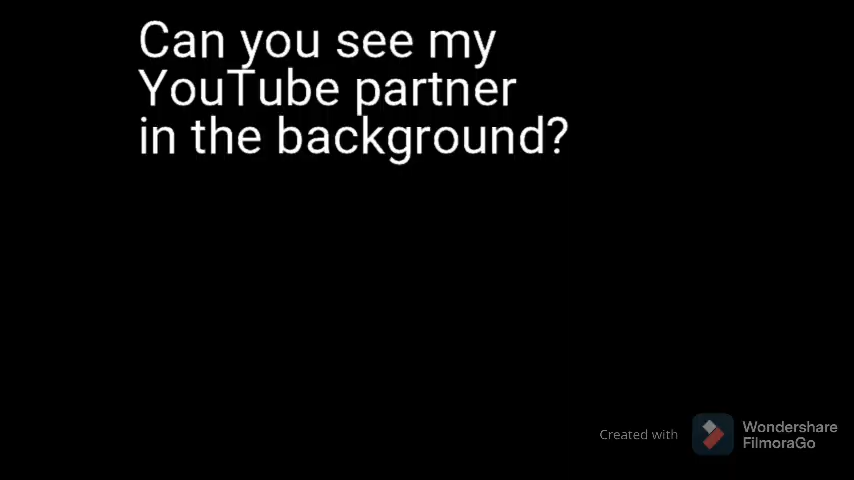 Can you see my
YouTube partner
in the background?
Created with
Wondershare
FilmoraGo